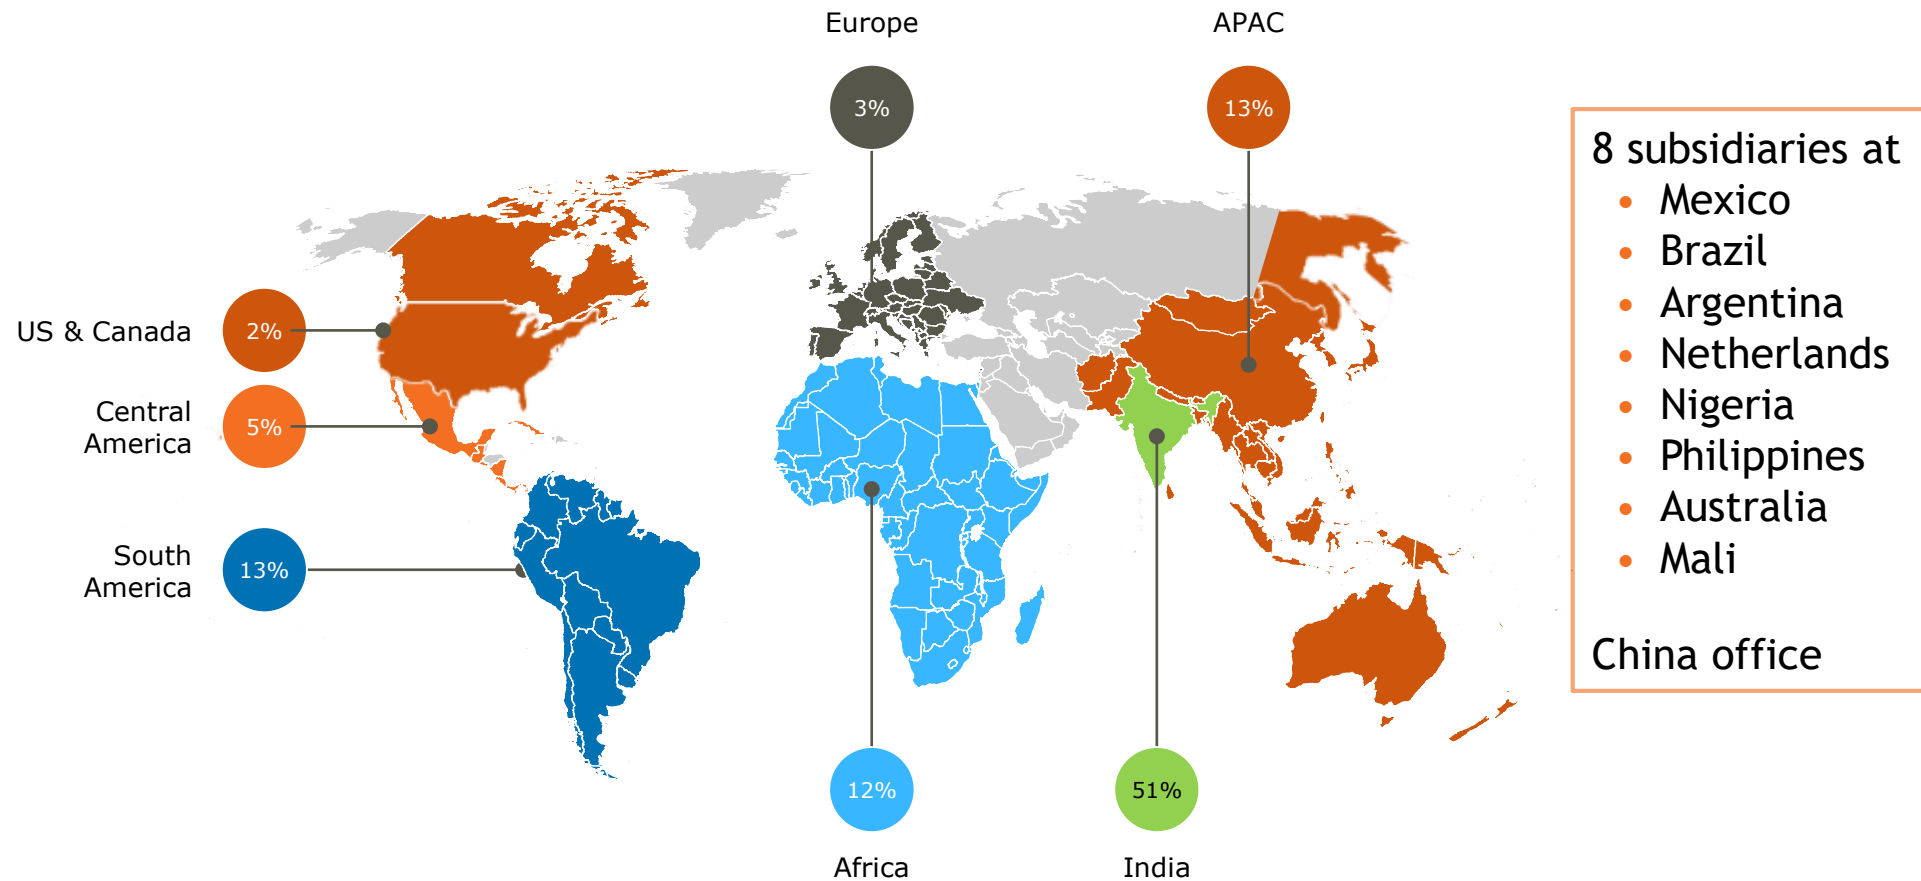 Europe
APAC
3%
13%
US & Canada
2%
Central
America
5%
South
America
13%
12%
51%
Africa
India
8 subsidiaries at
• Mexico
• Brazil
• Argentina
• Netherlands
• Nigeria
• Philippines
• Australia
• Mali
China office